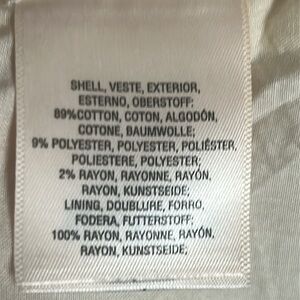 SHELL, VESTE, EXTERIOR,
ESTERNO, OBERSTOFF:
89%COTTON, COTON, ALGODÓN,
COTONE, BAUMWOLLE;
9% POLYESTER, POLYESTER, POLIÉSTER,
POLIESTERE, POLYESTER;
2% RAYON, RAYONNE, RAYÓN,
RAYON, KUNSTSEIDE;
LINING, DOUBLURE, FORRO,
FODERA, FUTTERSTOFF:
100% RAYON, RAYONNE, RAYÓN,
RAYON, KUNSTSEIDE;